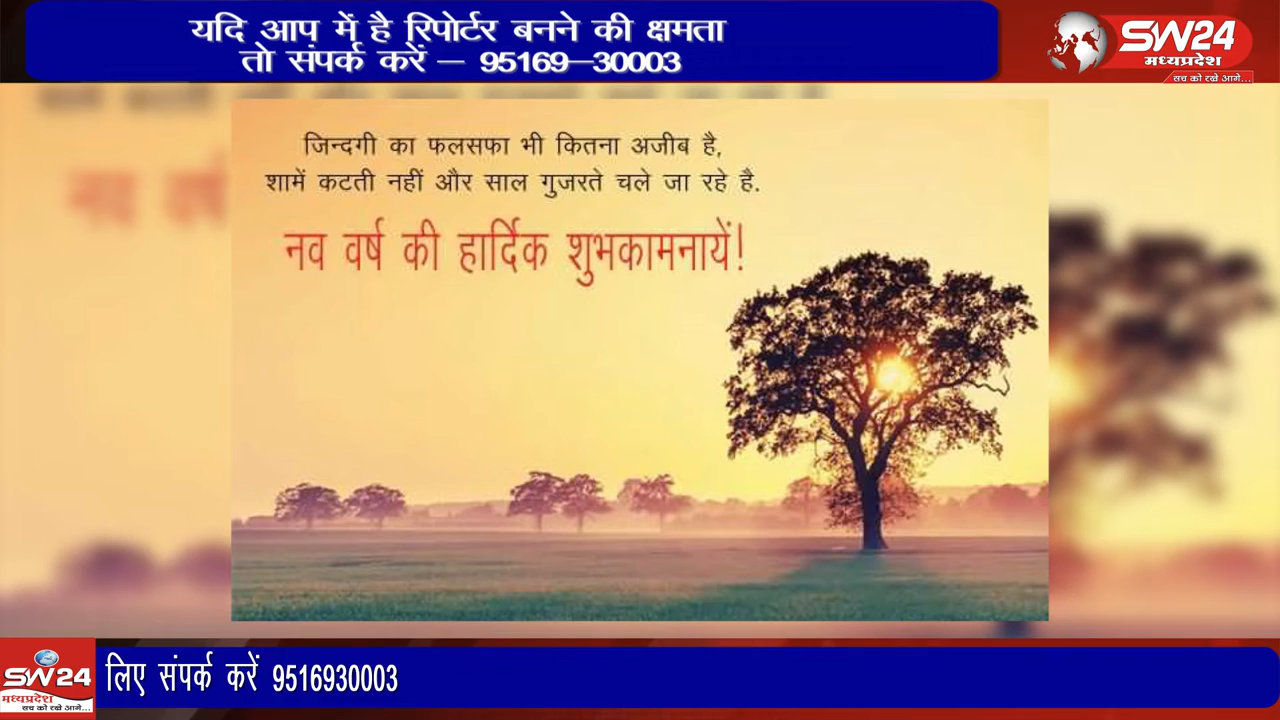 यदि आप में है रिपोर्टर बनने की क्षमता
तो संपर्क करें – 95169–30003
SW24
मध्यप्रदेश
सच को रखे आगे...
जिन्दगी का फलसफा भी कितना अजीब है,
शामें कटती नहीं और साल गुजरते चले जा रहे है.
नव वर्ष की हार्दिक शुभकामनायें!
SW24
मध्यप्रदेश
सच को रखे आगे...
लिए संपर्क करें 9516930003